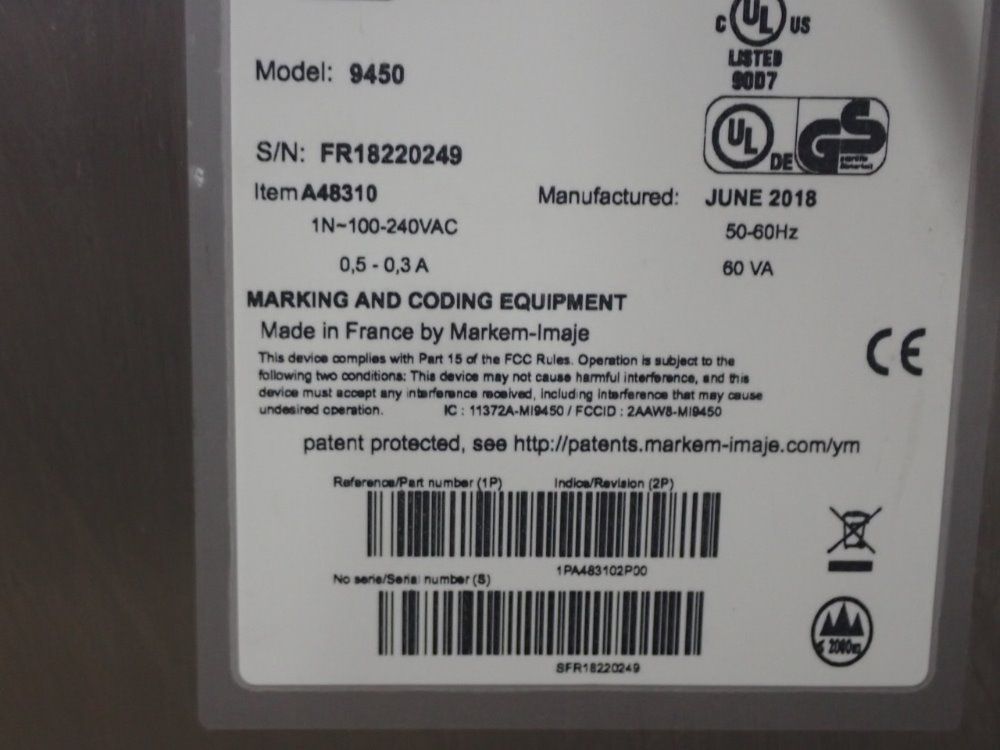 C UL US
LISTED
90D7
Model: 9450
UL DE GS
geprüfte
Sicherheit
S/N: FR18220249
Item A48310
Manufactured: JUNE 2018
1N~100-240VAC
50-60Hz
0,5 - 0,3 A
60 VA
MARKING AND CODING EQUIPMENT
Made in France by Markem-Imaje
CE
This device complies with Part 15 of the FCC Rules. Operation is subject to the
following two conditions: This device may not cause harmful interference, and this
device must accept any interference received, including interference that may cause
undesired operation. IC : 11372A-MI9450 / FCCID : 2AAW8-MI9450
patent protected, see http://patents.markem-imaje.com/ym
Reference/Part number (1P) Indice/Revision (2P)
1PA483102P00
No serie/Serial number (S)
≤ 2000m
SFR18220249